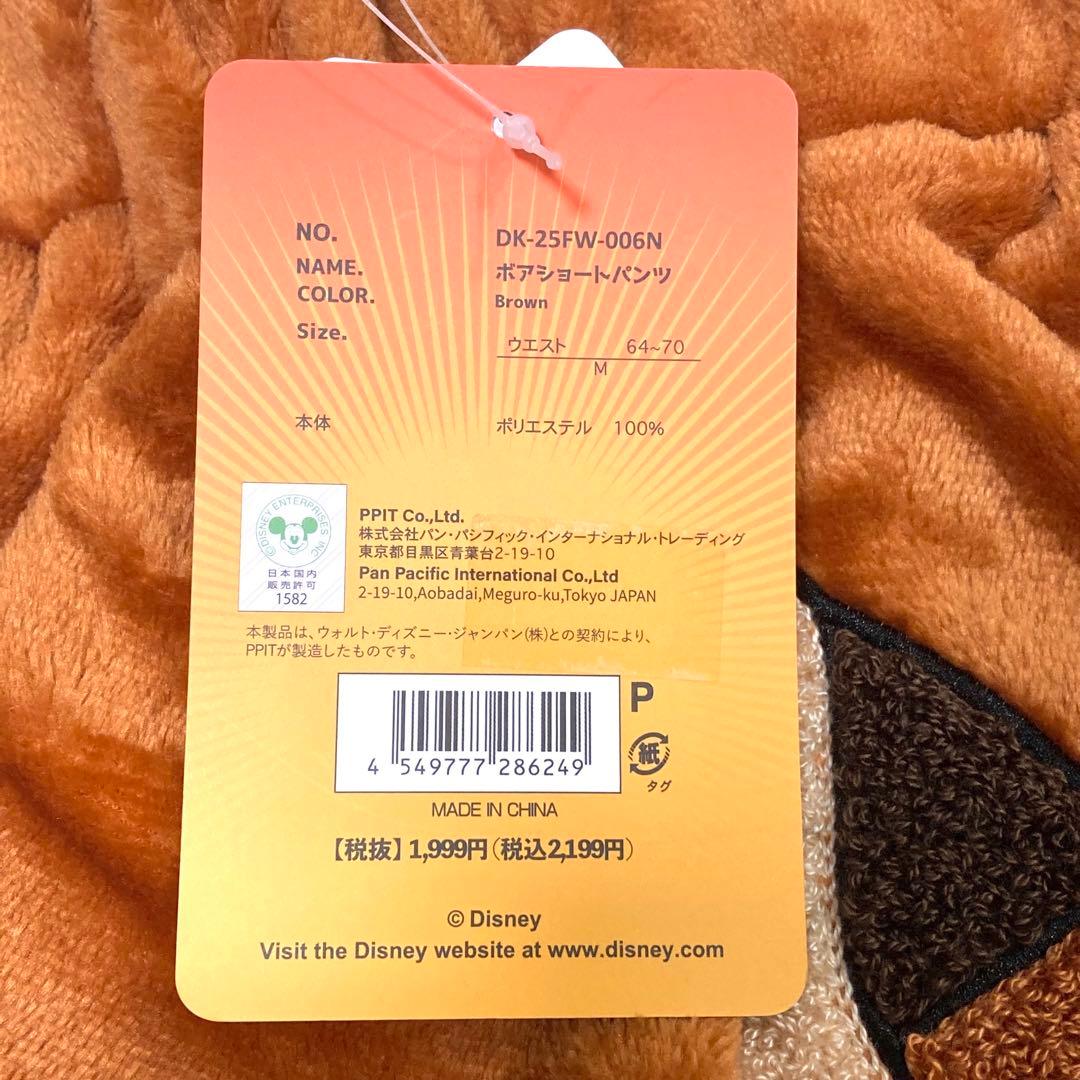 NO. DK-25FW-006N
NAME. ボアショートパンツ
COLOR. Brown
Size. ウエスト 64~70
M
本体 ポリエステル 100%
©DISNEY ENTERPRISES INC
日本国内
販売許可
1582
PPIT Co.,Ltd.
株式会社パン・パシフィック・インターナショナル・トレーディング
東京都目黒区青葉台2-19-10
Pan Pacific International Co.,Ltd
2-19-10,Aobadai,Meguro-ku,Tokyo JAPAN
本製品は、ウォルト・ディズニー・ジャンパン(株)との契約により、
PPITが製造したものです。
P
4 549777 286249
紙
タグ
MADE IN CHINA
【税抜】1,999円(税込2,199円)
© Disney
Visit the Disney website at www.disney.com